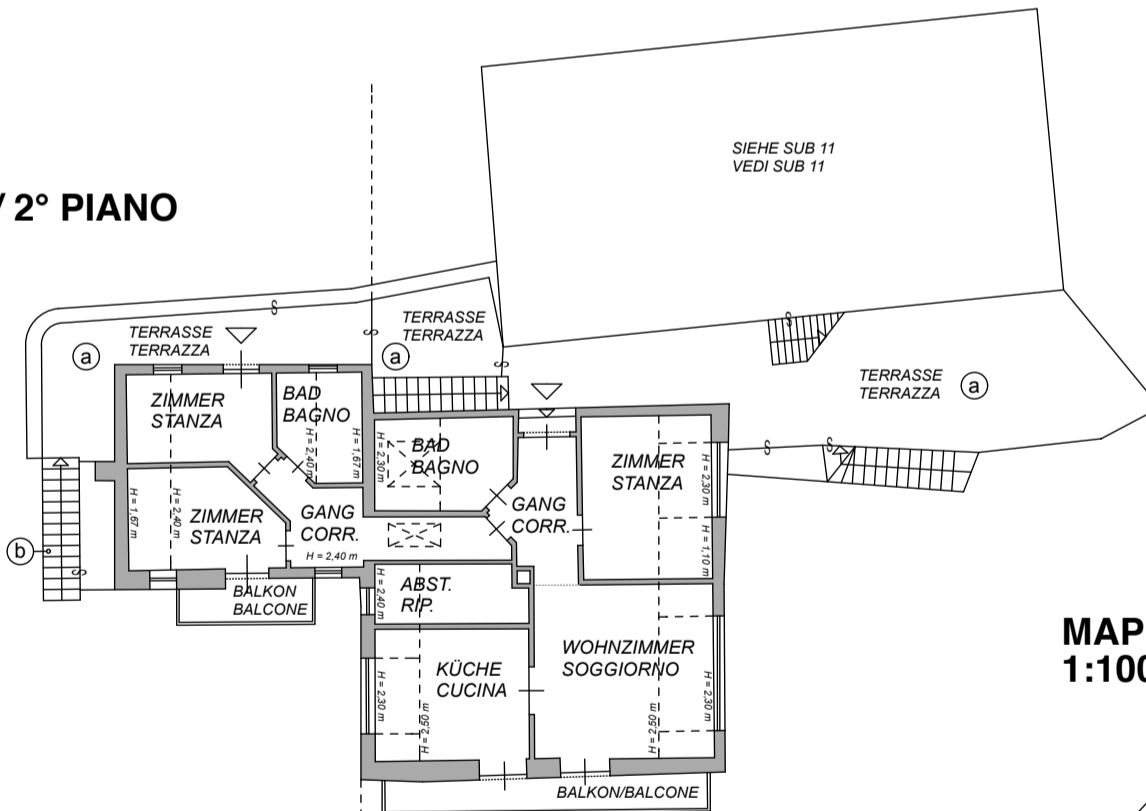 SIEHE SUB 11
VEDI SUB 11
/ 2° PIANO
S
TERRASSE
TERRAZZA
a
TERRASSE
TERRAZZA
a
S
S
S
S
TERRASSE
TERRAZZA
a
S
S
ZIMMER
STANZA
BAD
BAGNO
H = 2,40 m
H = 1,67 m
H = 2,30 m
BAD
BAGNO
ZIMMER
STANZA
H = 2,30 m
H = 1,10 m
H = 1,67 m
H = 2,40 m
ZIMMER
STANZA
GANG
CORR.
H = 2,40 m
GANG
CORR.
b
S
BALKON
BALCONE
H = 2,40 m
ABST.
RIP.
KÜCHE
CUCINA
H = 2,30 m
H = 2,50 m
WOHNZIMMER
SOGGIORNO
H = 2,50 m
H = 2,30 m
BALKON/BALCONE
MAP
1:100